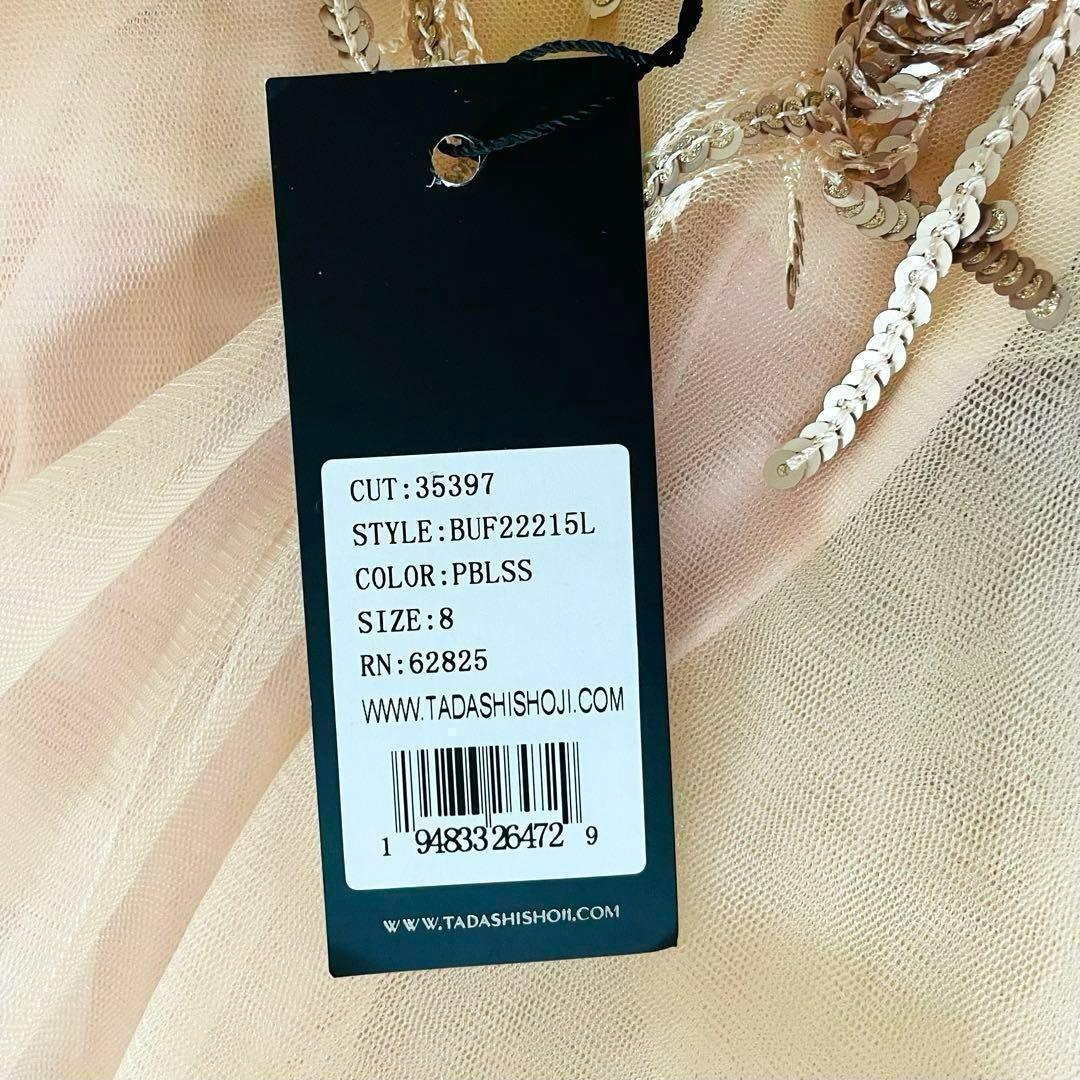 CUT:35397
STYLE:BUF22215L
COLOR:PBLSS
SIZE:8
RN:62825
WWW.TADASHISHOJI.COM
1 94833 26472 9
WWW.TADASHISHOJI.COM